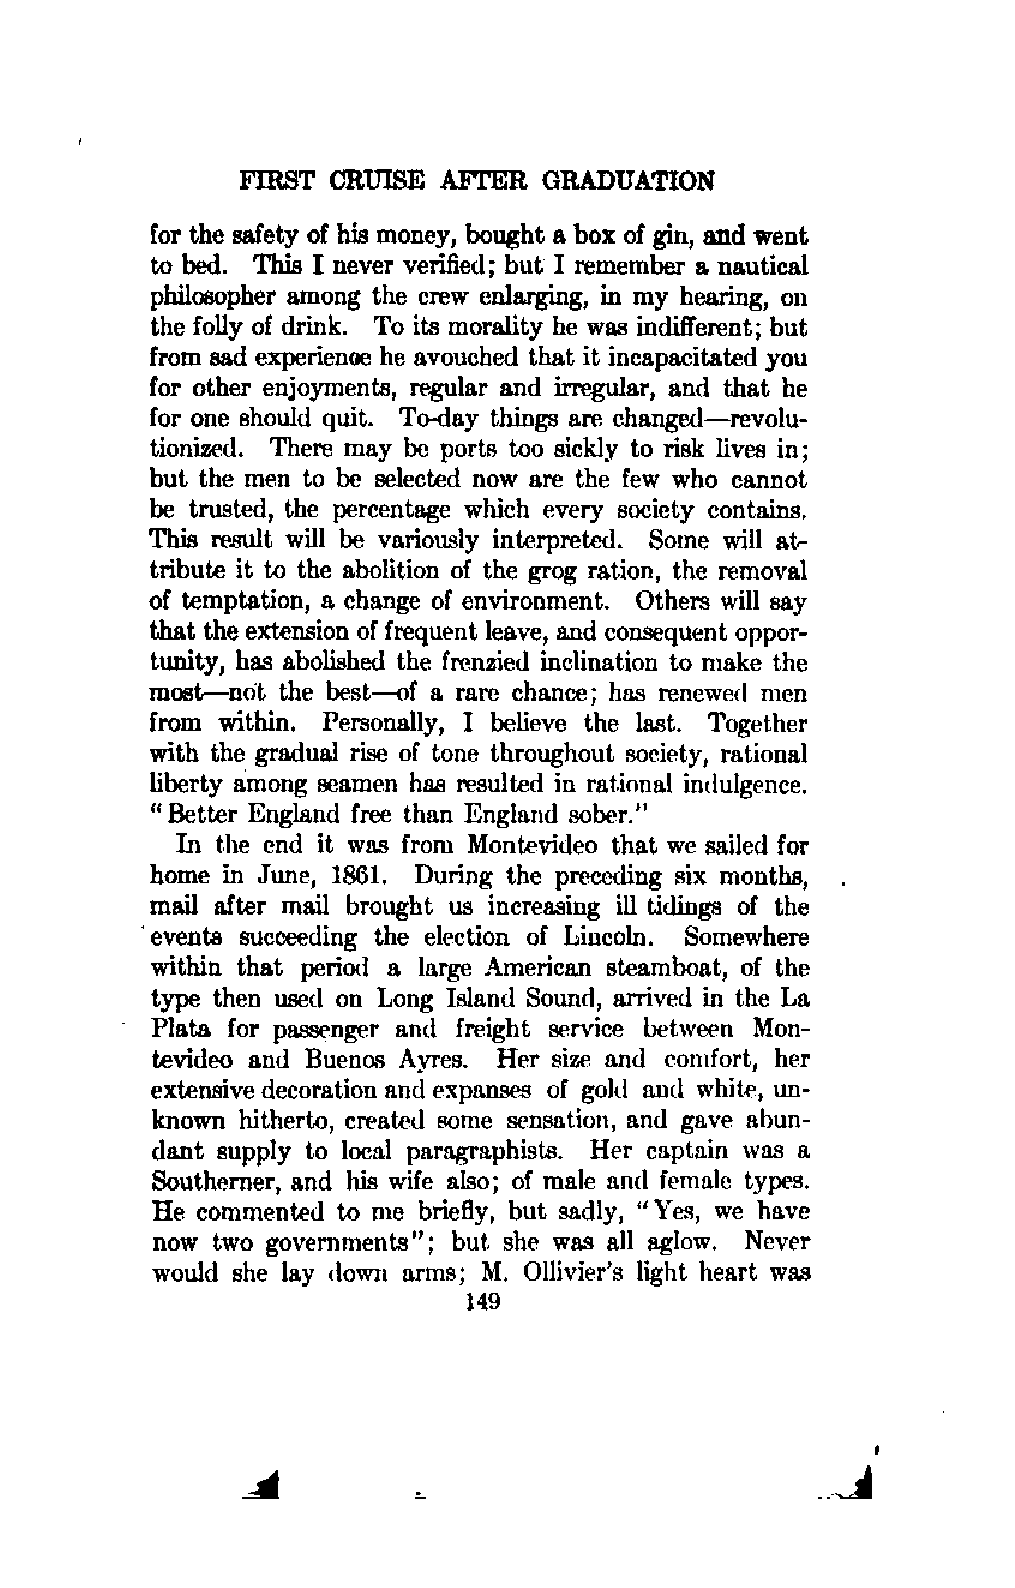 FIRST CRUISE AFTER GRADUATION
for the safety of his money, bought a box of gin, and went
to bed. This I never verified; but I remember a nautical
philosopher among the crew enlarging, in my hearing, on
the folly of drink. To its morality he was indifferent; but
from sad experience he avouched that it incapacitated you
for other enjoyments, regular and irregular, and that he
for one should quit. To-day things are changed—revolu-
tionized. There may be ports too sickly to risk lives in;
but the men to be selected now are the few who cannot
be trusted, the percentage which every society contains.
This result will be variously interpreted. Some will at-
tribute it to the abolition of the grog ration, the removal
of temptation, a change of environment. Others will say
that the extension of frequent leave, and consequent oppor-
tunity, has abolished the frenzied inclination to make the
most—not the best—of a rare chance; has renewed men
from within. Personally, I believe the last. Together
with the gradual rise of tone throughout society, rational
liberty among seamen has resulted in rational indulgence.
"Better England free than England sober."
In the end it was from Montevideo that we sailed for
home in June, 1861. During the preceding six months,
mail after mail brought us increasing ill tidings of the
events succeeding the election of Lincoln. Somewhere
within that period a large American steamboat, of the
type then used on Long Island Sound, arrived in the La
Plata for passenger and freight service between Mon-
tevideo and Buenos Ayres. Her size and comfort, her
extensive decoration and expanses of gold and white, un-
known hitherto, created some sensation, and gave abun-
dant supply to local paragraphists. Her captain was a
Southerner, and his wife also; of male and female types.
He commented to me briefly, but sadly, "Yes, we have
now two governments"; but she was all aglow. Never
would she lay down arms; M. Ollivier's light heart was
149